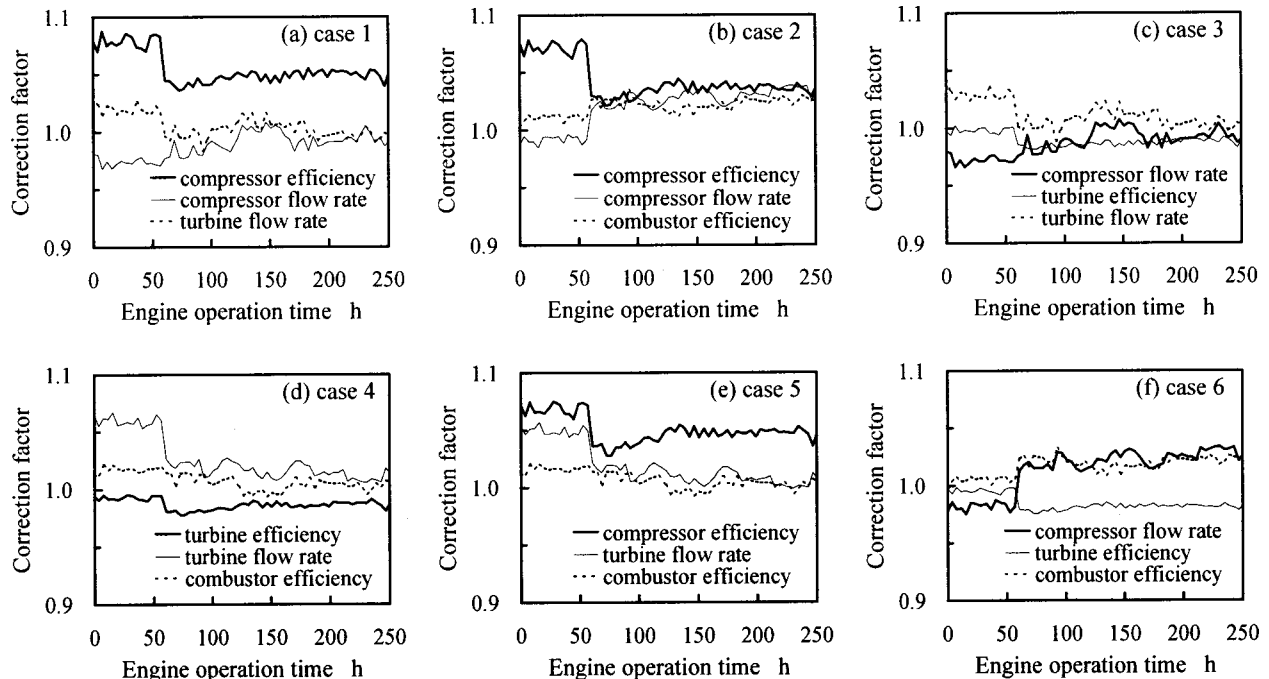 (a) case 1
Correction factor
1.1
1.0
0.9
compressor efficiency
compressor flow rate
turbine flow rate
0 50 100 150 200 250
Engine operation time h
(b) case 2
Correction factor
1.1
1.0
0.9
compressor efficiency
compressor flow rate
combustor efficiency
0 50 100 150 200 250
Engine operation time h
(c) case 3
Correction factor
1.1
1.0
0.9
compressor flow rate
turbine efficiency
turbine flow rate
0 50 100 150 200 250
Engine operation time h
(d) case 4
Correction factor
1.1
1.0
0.9
turbine efficiency
turbine flow rate
combustor efficiency
0 50 100 150 200 250
Engine operation time h
(e) case 5
Correction factor
1.1
1.0
0.9
compressor efficiency
turbine flow rate
combustor efficiency
0 50 100 150 200 250
Engine operation time h
(f) case 6
Correction factor
1.1
1.0
0.9
compressor flow rate
turbine efficiency
combustor efficiency
0 50 100 150 200 250
Engine operation time h